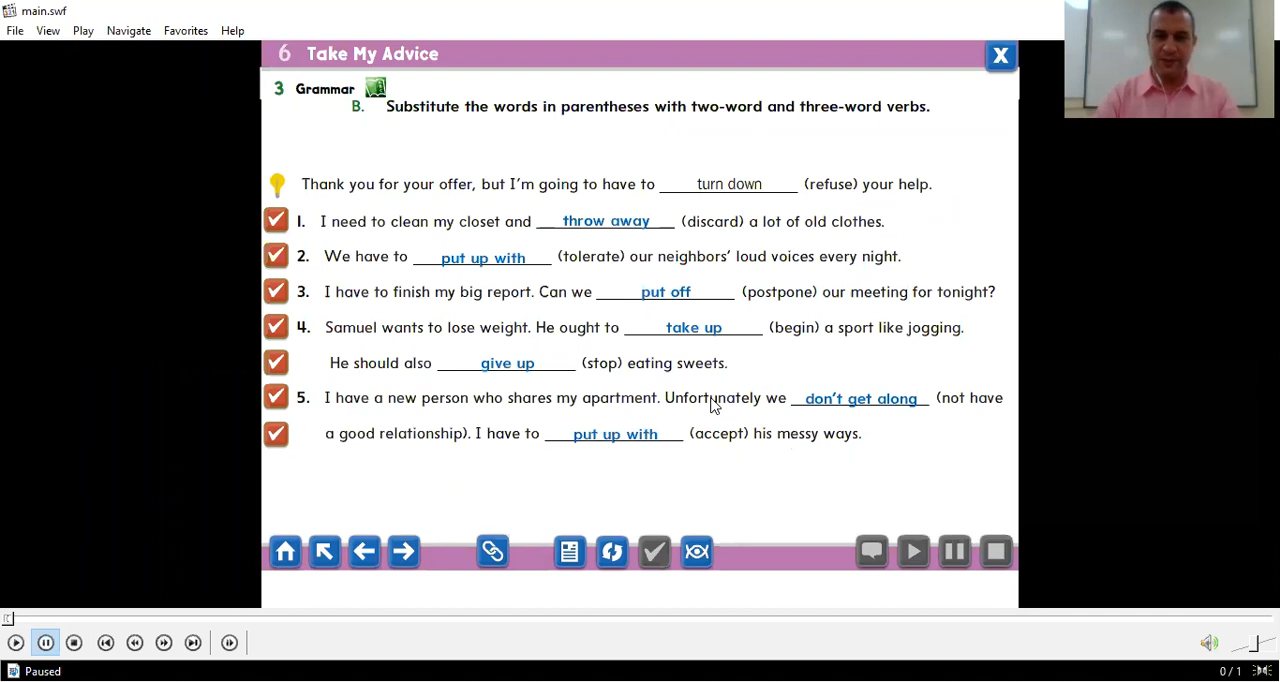 main.swf
File View Play Navigate Favorites Help
6 Take My Advice
X
3 Grammar
B. Substitute the words in parentheses with two-word and three-word verbs.
Thank you for your offer, but I'm going to have to turn down (refuse) your help.
1. I need to clean my closet and throw away (discard) a lot of old clothes.
2. We have to put up with (tolerate) our neighbors' loud voices every night.
3. I have to finish my big report. Can we put off (postpone) our meeting for tonight?
4. Samuel wants to lose weight. He ought to take up (begin) a sport like jogging.
He should also give up (stop) eating sweets.
5. I have a new person who shares my apartment. Unfortunately we don't get along (not have
a good relationship). I have to put up with (accept) his messy ways.
Paused
0 / 1